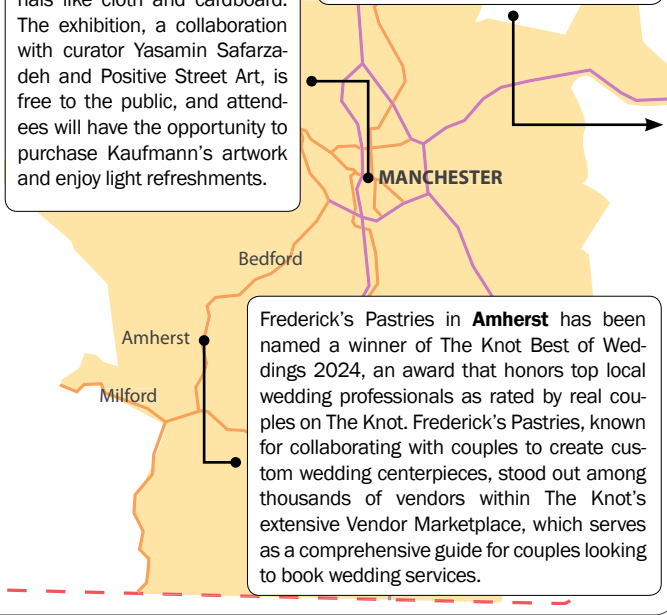 nals like cloth and cardboard.
The exhibition, a collaboration
with curator Yasamin Safarza-
deh and Positive Street Art, is
free to the public, and attend-
ees will have the opportunity to
purchase Kaufmann's artwork
and enjoy light refreshments.
MANCHESTER
Bedford
Amherst
Milford
Frederick's Pastries in Amherst has been
named a winner of The Knot Best of Wed-
dings 2024, an award that honors top local
wedding professionals as rated by real cou-
ples on The Knot. Frederick's Pastries, known
for collaborating with couples to create cus-
tom wedding centerpieces, stood out among
thousands of vendors within The Knot's
extensive Vendor Marketplace, which serves
as a comprehensive guide for couples looking
to book wedding services.